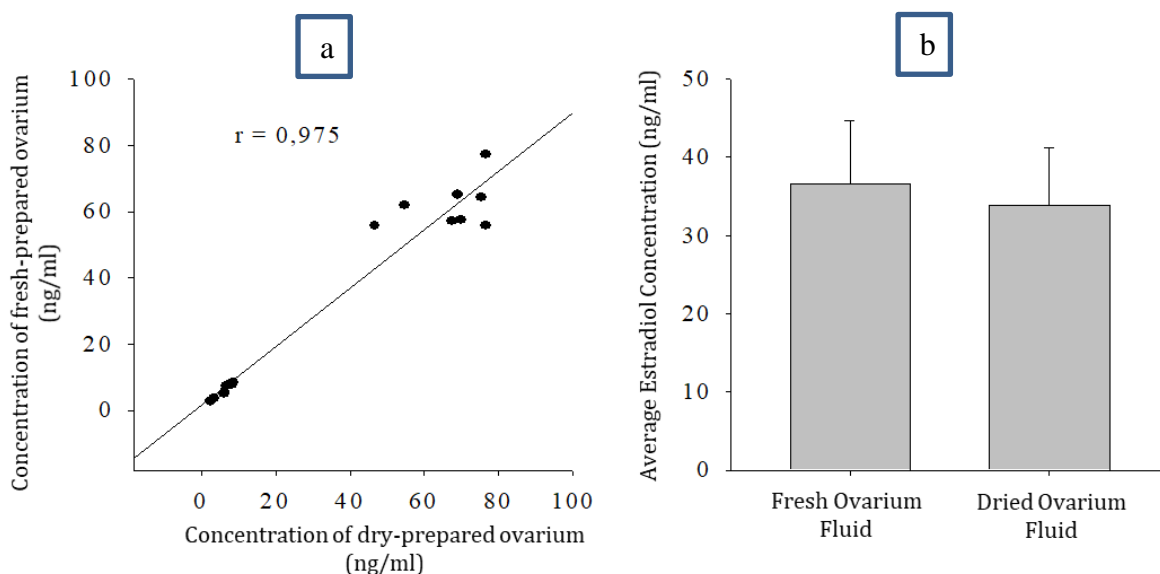 a
Concentration of fresh-prepared ovarium
(ng/ml)
100
80
60
40
20
0
r = 0,975
0 20 40 60 80 100
Concentration of dry-prepared ovarium
(ng/ml)
b
Average Estradiol Concentration (ng/ml)
50
40
30
20
10
0
Fresh Ovarium
Fluid
Dried Ovarium
Fluid